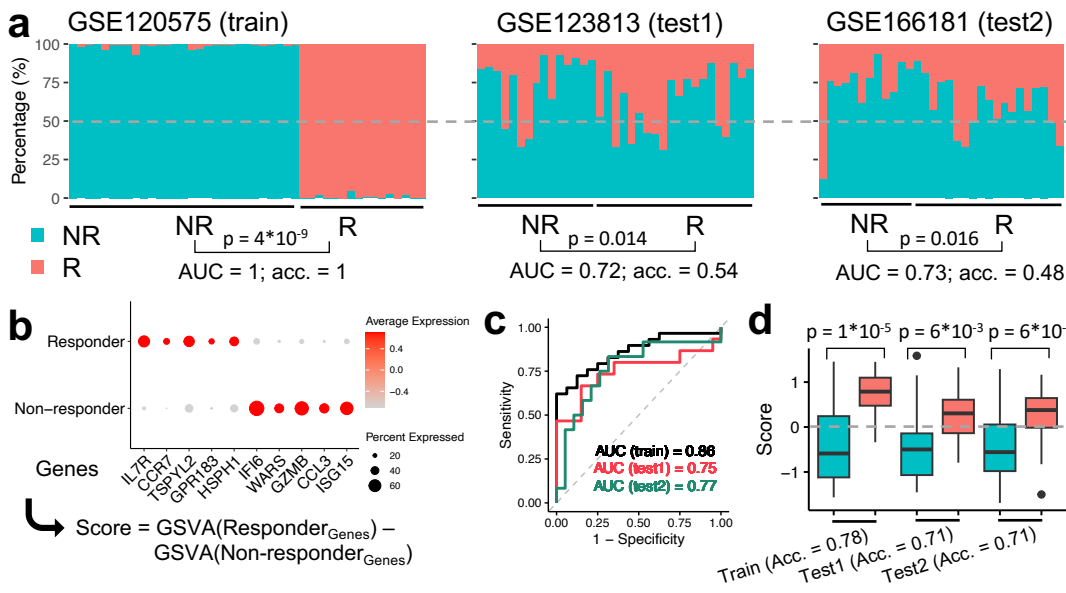 a
GSE120575 (train)
GSE123813 (test1)
GSE166181 (test2)
Percentage (%)
100
75
50
25
0
NR
R
NR R
p = 4*10-9
AUC = 1; acc. = 1
NR R
p = 0.014
AUC = 0.72; acc. = 0.54
NR R
p = 0.016
AUC = 0.73; acc. = 0.48
b
Responder
Non-responder
Genes
IL7R
CCR7
TSPYL2
GPR183
HSPH1
IFI6
WARS
GZMB
CCL3
ISG15
Average Expression
0.4
0.0
−0.4
Percent Expressed
20
40
60
Score = GSVA(ResponderGenes) –
GSVA(Non-responderGenes)
c
Sensitivity
1.00
0.75
0.50
0.25
0.00
AUC (train) = 0.86
AUC (test1) = 0.75
AUC (test2) = 0.77
0.00 0.25 0.50 0.75 1.00
1 − Specificity
d
p = 1*10-5
p = 6*10-3
p = 6*10-
Score
1
0
−1
Train (Acc. = 0.78)
Test1 (Acc. = 0.71)
Test2 (Acc. = 0.71)